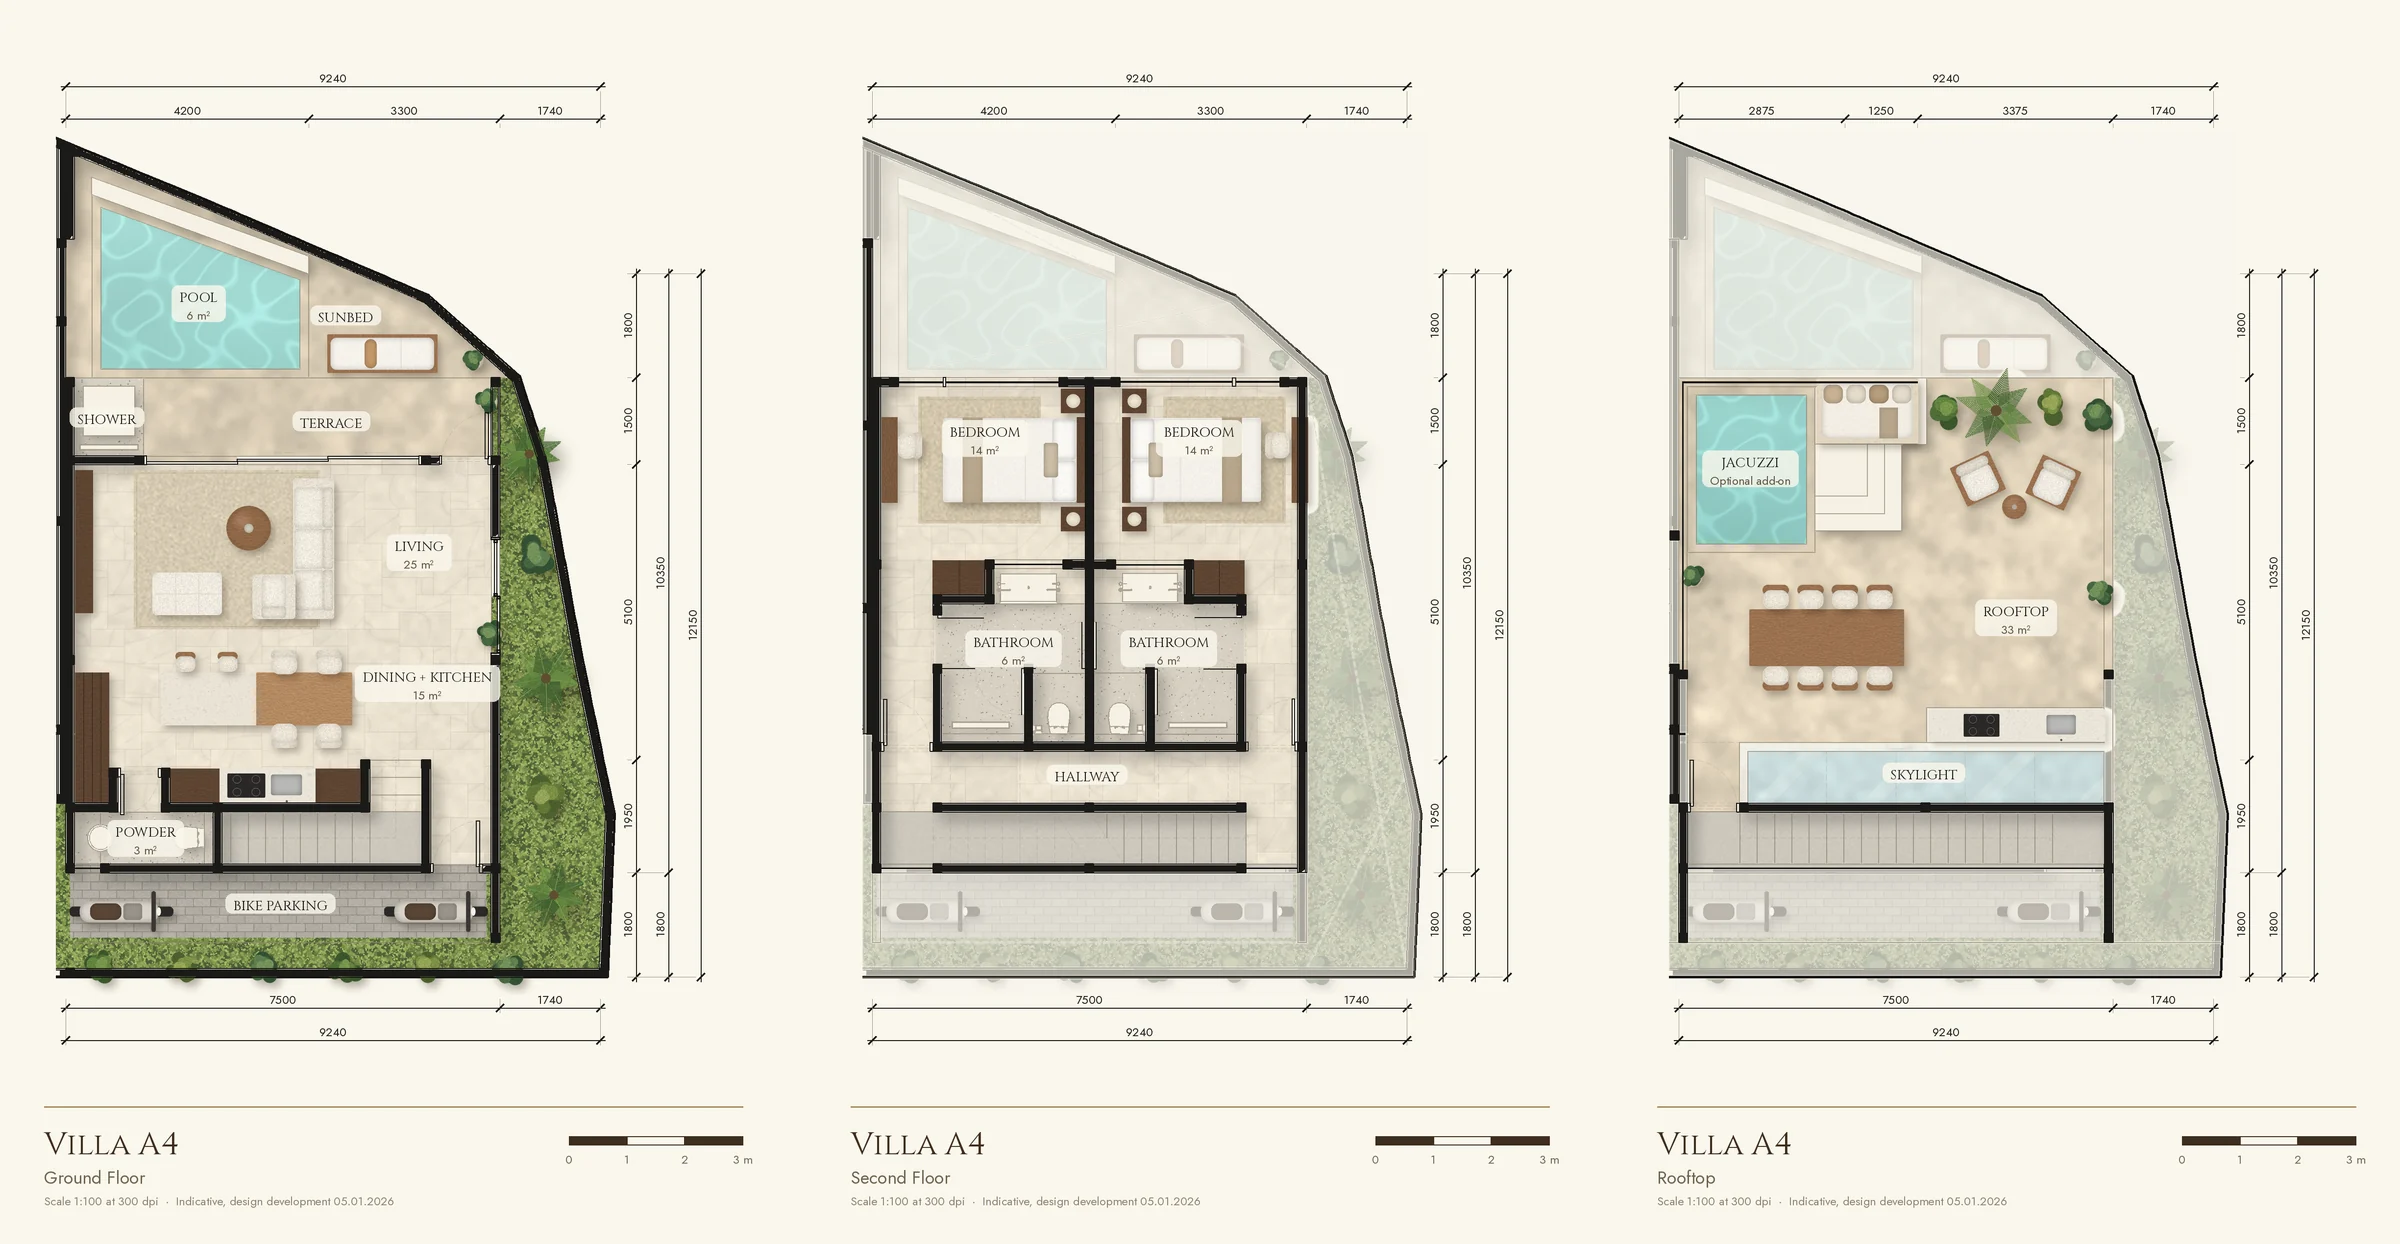 9240
4200 3300 1740
POOL
6 m²
SUNBED
SHOWER
TERRACE
LIVING
25 m²
DINING + KITCHEN
15 m²
POWDER
3 m²
BIKE PARKING
1800
1500
5100
1950
1800
10350
1800
12150
7500 1740
9240
VILLA A4
Ground Floor
Scale 1:100 at 300 dpi · Indicative, design development 05.01.2026
0 1 2 3 m
9240
4200 3300 1740
BEDROOM
14 m²
BEDROOM
14 m²
BATHROOM
6 m²
BATHROOM
6 m²
HALLWAY
1800
1500
5100
1950
1800
10350
1800
12150
7500 1740
9240
VILLA A4
Second Floor
Scale 1:100 at 300 dpi · Indicative, design development 05.01.2026
0 1 2 3 m
9240
2875 1250 3375 1740
JACUZZI
Optional add-on
ROOFTOP
33 m²
SKYLIGHT
1800
1500
5100
1950
1800
10350
1800
12150
7500 1740
9240
VILLA A4
Rooftop
Scale 1:100 at 300 dpi · Indicative, design development 05.01.2026
0 1 2 3 m